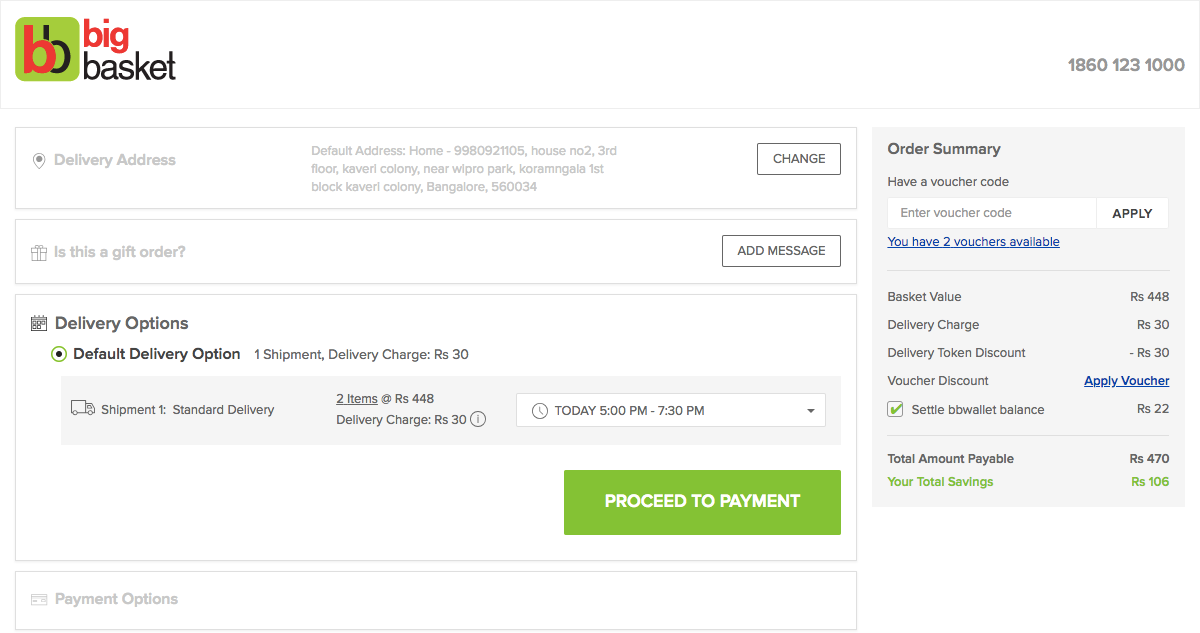 bb big basket
1860 123 1000
Delivery Address
Default Address: Home - 9980921105, house no2, 3rd
floor, kaveri colony, near wipro park, koramngala 1st
block kaveri colony, Bangalore, 560034
CHANGE
Is this a gift order?
ADD MESSAGE
Delivery Options
Default Delivery Option 1 Shipment, Delivery Charge: Rs 30
Shipment 1: Standard Delivery
2 Items @ Rs 448
Delivery Charge: Rs 30 i
TODAY 5:00 PM - 7:30 PM
PROCEED TO PAYMENT
Payment Options
Order Summary
Have a voucher code
Enter voucher code APPLY
You have 2 vouchers available
Basket Value Rs 448
Delivery Charge Rs 30
Delivery Token Discount - Rs 30
Voucher Discount Apply Voucher
Settle bbwallet balance Rs 22
Total Amount Payable Rs 470
Your Total Savings Rs 106